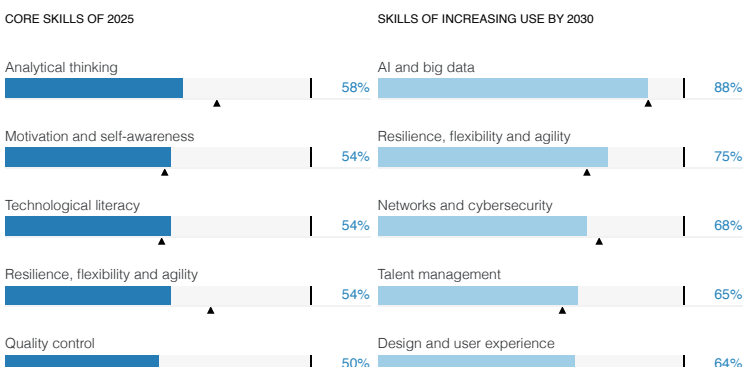 CORE SKILLS OF 2025
Analytical thinking
58%
Motivation and self-awareness
54%
Technological literacy
54%
Resilience, flexibility and agility
54%
Quality control
50%
SKILLS OF INCREASING USE BY 2030
AI and big data
88%
Resilience, flexibility and agility
75%
Networks and cybersecurity
68%
Talent management
65%
Design and user experience
64%